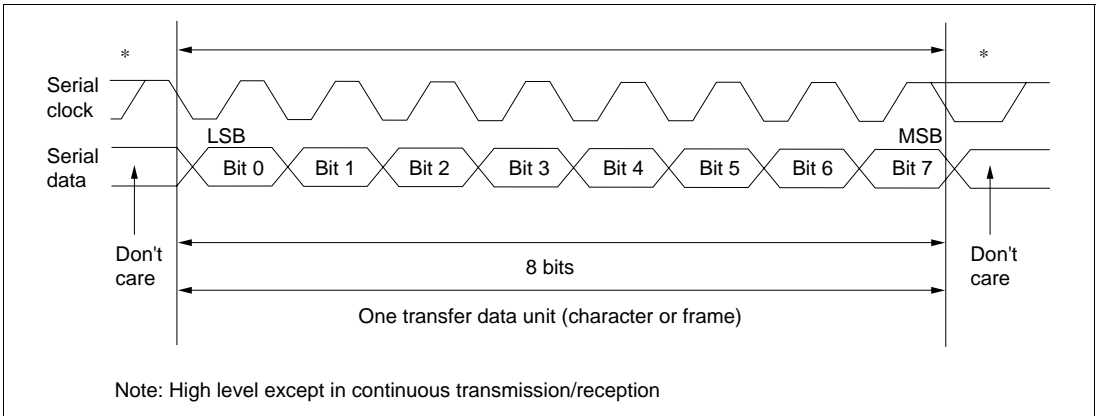 *
*
Serial
clock
LSB
MSB
Serial
data
Bit 0
Bit 1
Bit 2
Bit 3
Bit 4
Bit 5
Bit 6
Bit 7
Don't
care
8 bits
Don't
care
One transfer data unit (character or frame)
Note: High level except in continuous transmission/reception